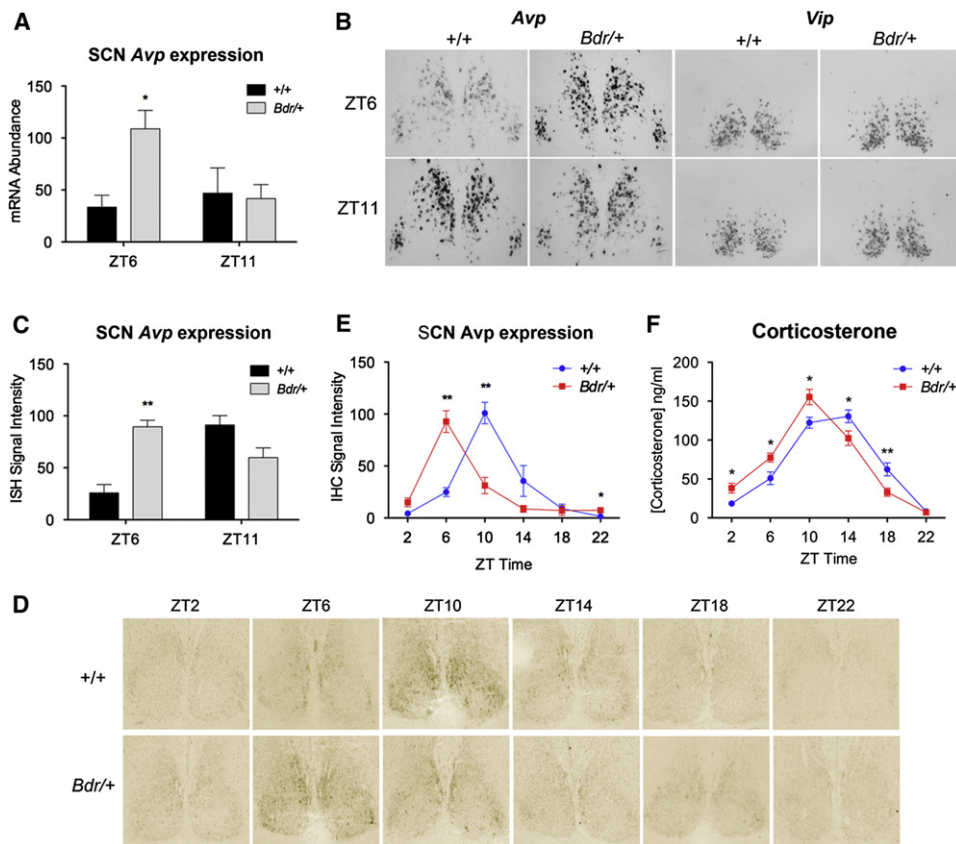 A
SCN Avp expression
+/+
Bdr/+
mRNA Abundance
150
100
50
0
*
ZT6
ZT11
B
Avp
Vip
+/+
Bdr/+
+/+
Bdr/+
ZT6
ZT11
C
SCN Avp expression
+/+
Bdr/+
ISH Signal Intensity
150
100
50
0
**
ZT6
ZT11
E
SCN Avp expression
+/+
Bdr/+
IHC Signal Intensity
150
100
50
0
**
**
*
2 6 10 14 18 22
ZT Time
F
Corticosterone
+/+
Bdr/+
[Corticosterone] ng/ml
200
150
100
50
0
*
*
*
*
**
2 6 10 14 18 22
ZT Time
D
ZT2 ZT6 ZT10 ZT14 ZT18 ZT22
+/+
Bdr/+